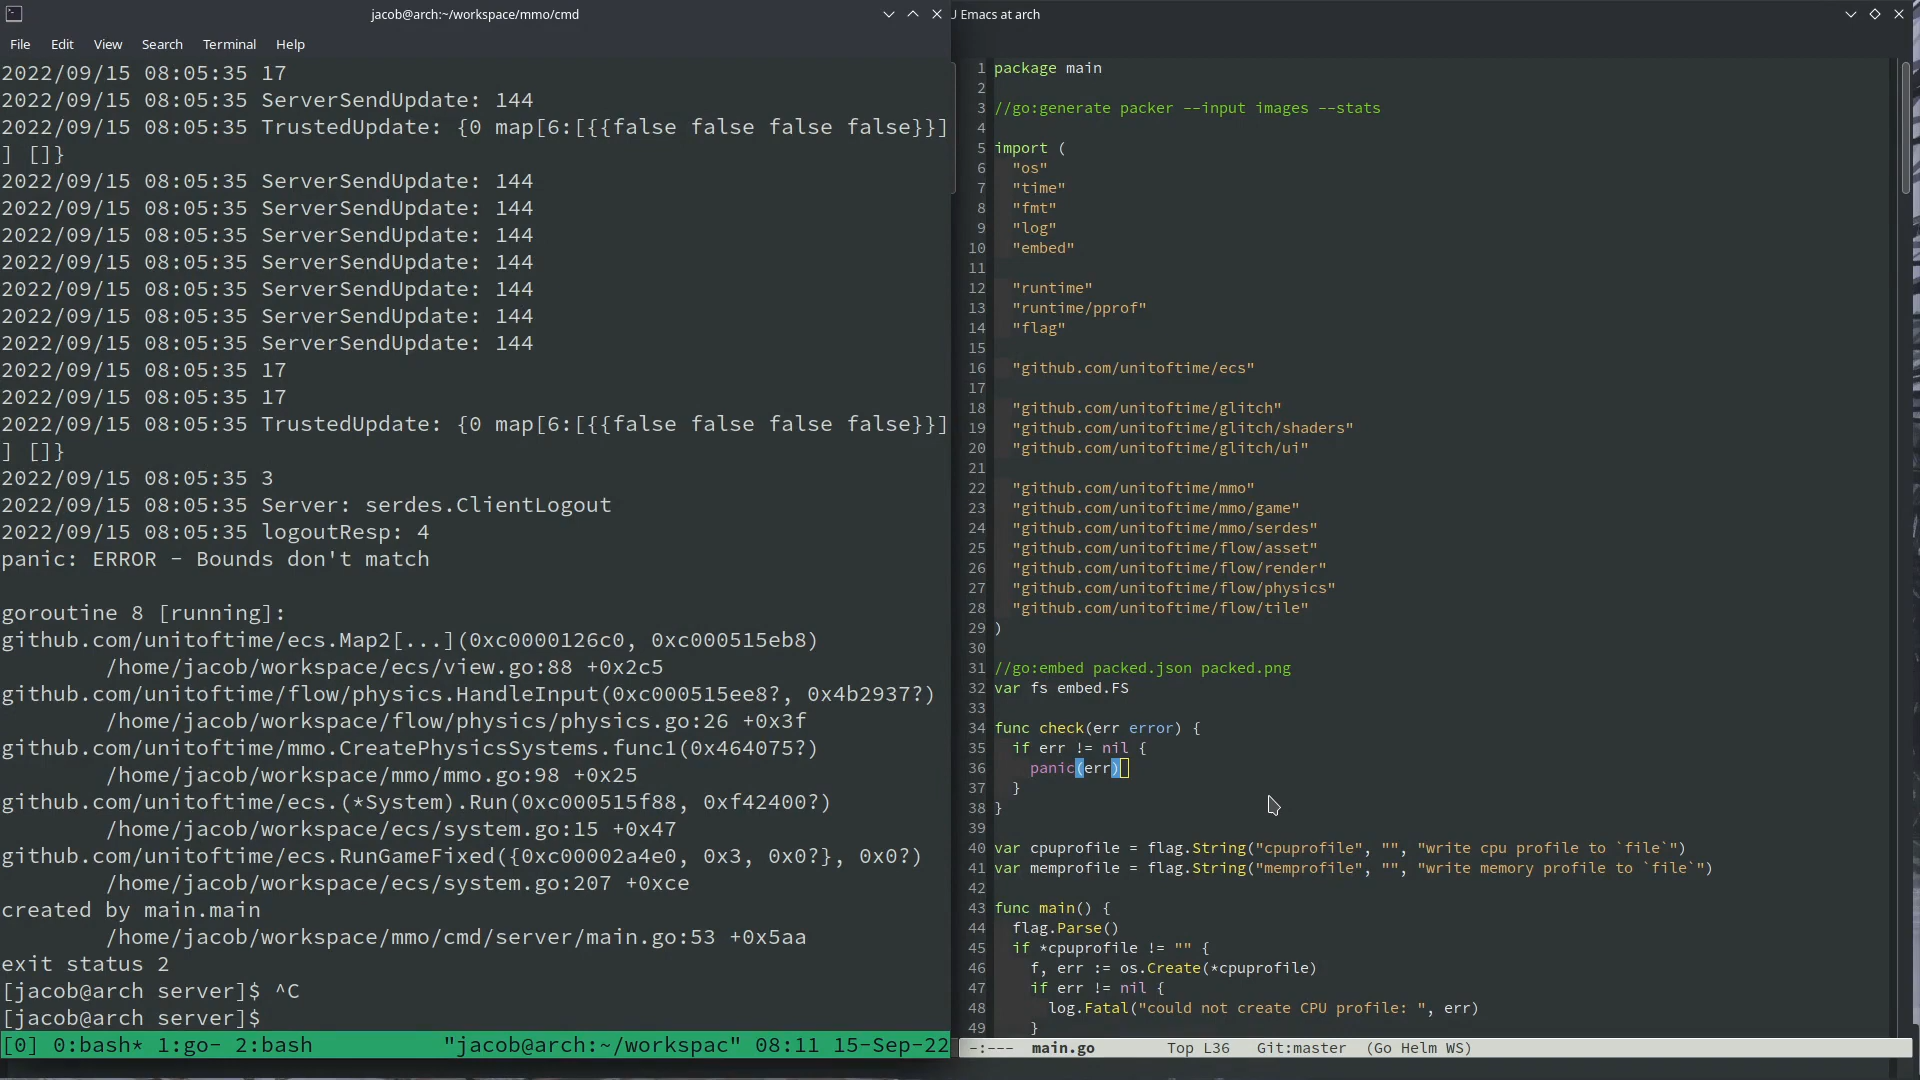 jacob@arch:~/workspace/mmo/cmd
File Edit View Search Terminal Help
2022/09/15 08:05:35 17
2022/09/15 08:05:35 ServerSendUpdate: 144
2022/09/15 08:05:35 TrustedUpdate: {0 map[6:[{{false false false false}}]
] []}
2022/09/15 08:05:35 ServerSendUpdate: 144
2022/09/15 08:05:35 ServerSendUpdate: 144
2022/09/15 08:05:35 ServerSendUpdate: 144
2022/09/15 08:05:35 ServerSendUpdate: 144
2022/09/15 08:05:35 ServerSendUpdate: 144
2022/09/15 08:05:35 ServerSendUpdate: 144
2022/09/15 08:05:35 ServerSendUpdate: 144
2022/09/15 08:05:35 17
2022/09/15 08:05:35 17
2022/09/15 08:05:35 TrustedUpdate: {0 map[6:[{{false false false false}}]
] []}
2022/09/15 08:05:35 3
2022/09/15 08:05:35 Server: serdes.ClientLogout
2022/09/15 08:05:35 logoutResp: 4
panic: ERROR - Bounds don't match
goroutine 8 [running]:
github.com/unitoftime/ecs.Map2[...](0xc0000126c0, 0xc000515eb8)
/home/jacob/workspace/ecs/view.go:88 +0x2c5
github.com/unitoftime/flow/physics.HandleInput(0xc000515ee8?, 0x4b2937?)
/home/jacob/workspace/flow/physics/physics.go:26 +0x3f
github.com/unitoftime/mmo.CreatePhysicsSystems.func1(0x464075?)
/home/jacob/workspace/mmo/mmo.go:98 +0x25
github.com/unitoftime/ecs.(*System).Run(0xc000515f88, 0xf42400?)
/home/jacob/workspace/ecs/system.go:15 +0x47
github.com/unitoftime/ecs.RunGameFixed({0xc00002a4e0, 0x3, 0x0?}, 0x0?)
/home/jacob/workspace/ecs/system.go:207 +0xce
created by main.main
/home/jacob/workspace/mmo/cmd/server/main.go:53 +0x5aa
exit status 2
[jacob@arch server]$ ^C
[jacob@arch server]$
[0] 0:bash* 1:go- 2:bash "jacob@arch:~/workspac" 08:11 15-Sep-22
U Emacs at arch
1 package main
2
3 //go:generate packer --input images --stats
4
5 import (
6 "os"
7 "time"
8 "fmt"
9 "log"
10 "embed"
11
12 "runtime"
13 "runtime/pprof"
14 "flag"
15
16 "github.com/unitoftime/ecs"
17
18 "github.com/unitoftime/glitch"
19 "github.com/unitoftime/glitch/shaders"
20 "github.com/unitoftime/glitch/ui"
21
22 "github.com/unitoftime/mmo"
23 "github.com/unitoftime/mmo/game"
24 "github.com/unitoftime/mmo/serdes"
25 "github.com/unitoftime/flow/asset"
26 "github.com/unitoftime/flow/render"
27 "github.com/unitoftime/flow/physics"
28 "github.com/unitoftime/flow/tile"
29 )
30
31 //go:embed packed.json packed.png
32 var fs embed.FS
33
34 func check(err error) {
35 if err != nil {
36 panic(err)
37 }
38 }
39
40 var cpuprofile = flag.String("cpuprofile", "", "write cpu profile to `file`")
41 var memprofile = flag.String("memprofile", "", "write memory profile to `file`")
42
43 func main() {
44 flag.Parse()
45 if *cpuprofile != "" {
46 f, err := os.Create(*cpuprofile)
47 if err != nil {
48 log.Fatal("could not create CPU profile: ", err)
49 }
-:--- main.go Top L36 Git:master (Go Helm WS)